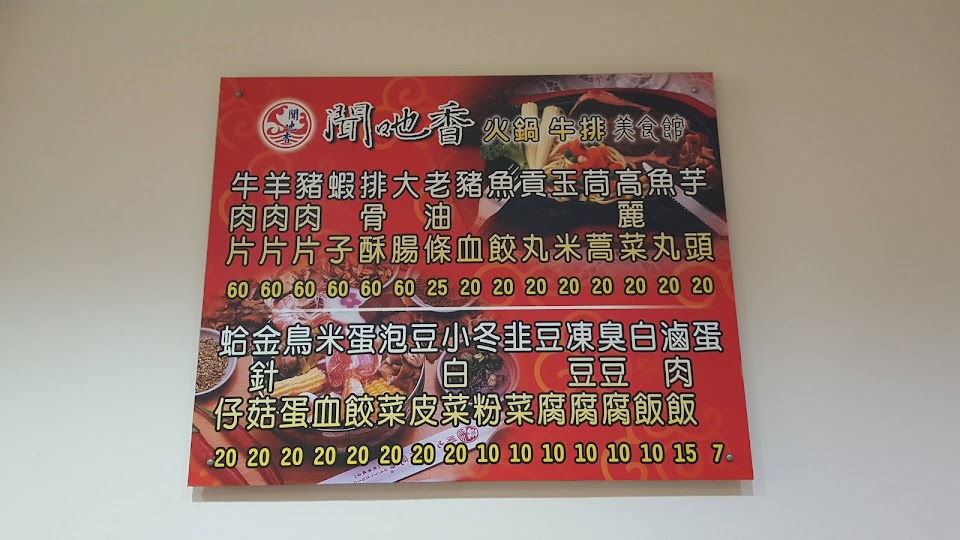 聞吔香
聞吔香 火鍋 牛排 美食館
牛肉片 60
羊肉片 60
豬肉片 60
蝦子 60
排骨酥 60
大腸 60
老油條 25
豬血 20
魚餃 20
貢丸 20
玉米 20
茼蒿 20
高麗菜 20
魚丸 20
芋頭 20
蛤仔 20
金針菇 20
鳥蛋 20
米血 20
蛋餃 20
泡菜 20
豆皮 20
小白菜 20
冬粉 10
韭菜 10
豆腐 10
凍豆腐 10
臭豆腐 10
白飯 10
滷肉飯 15
蛋 7